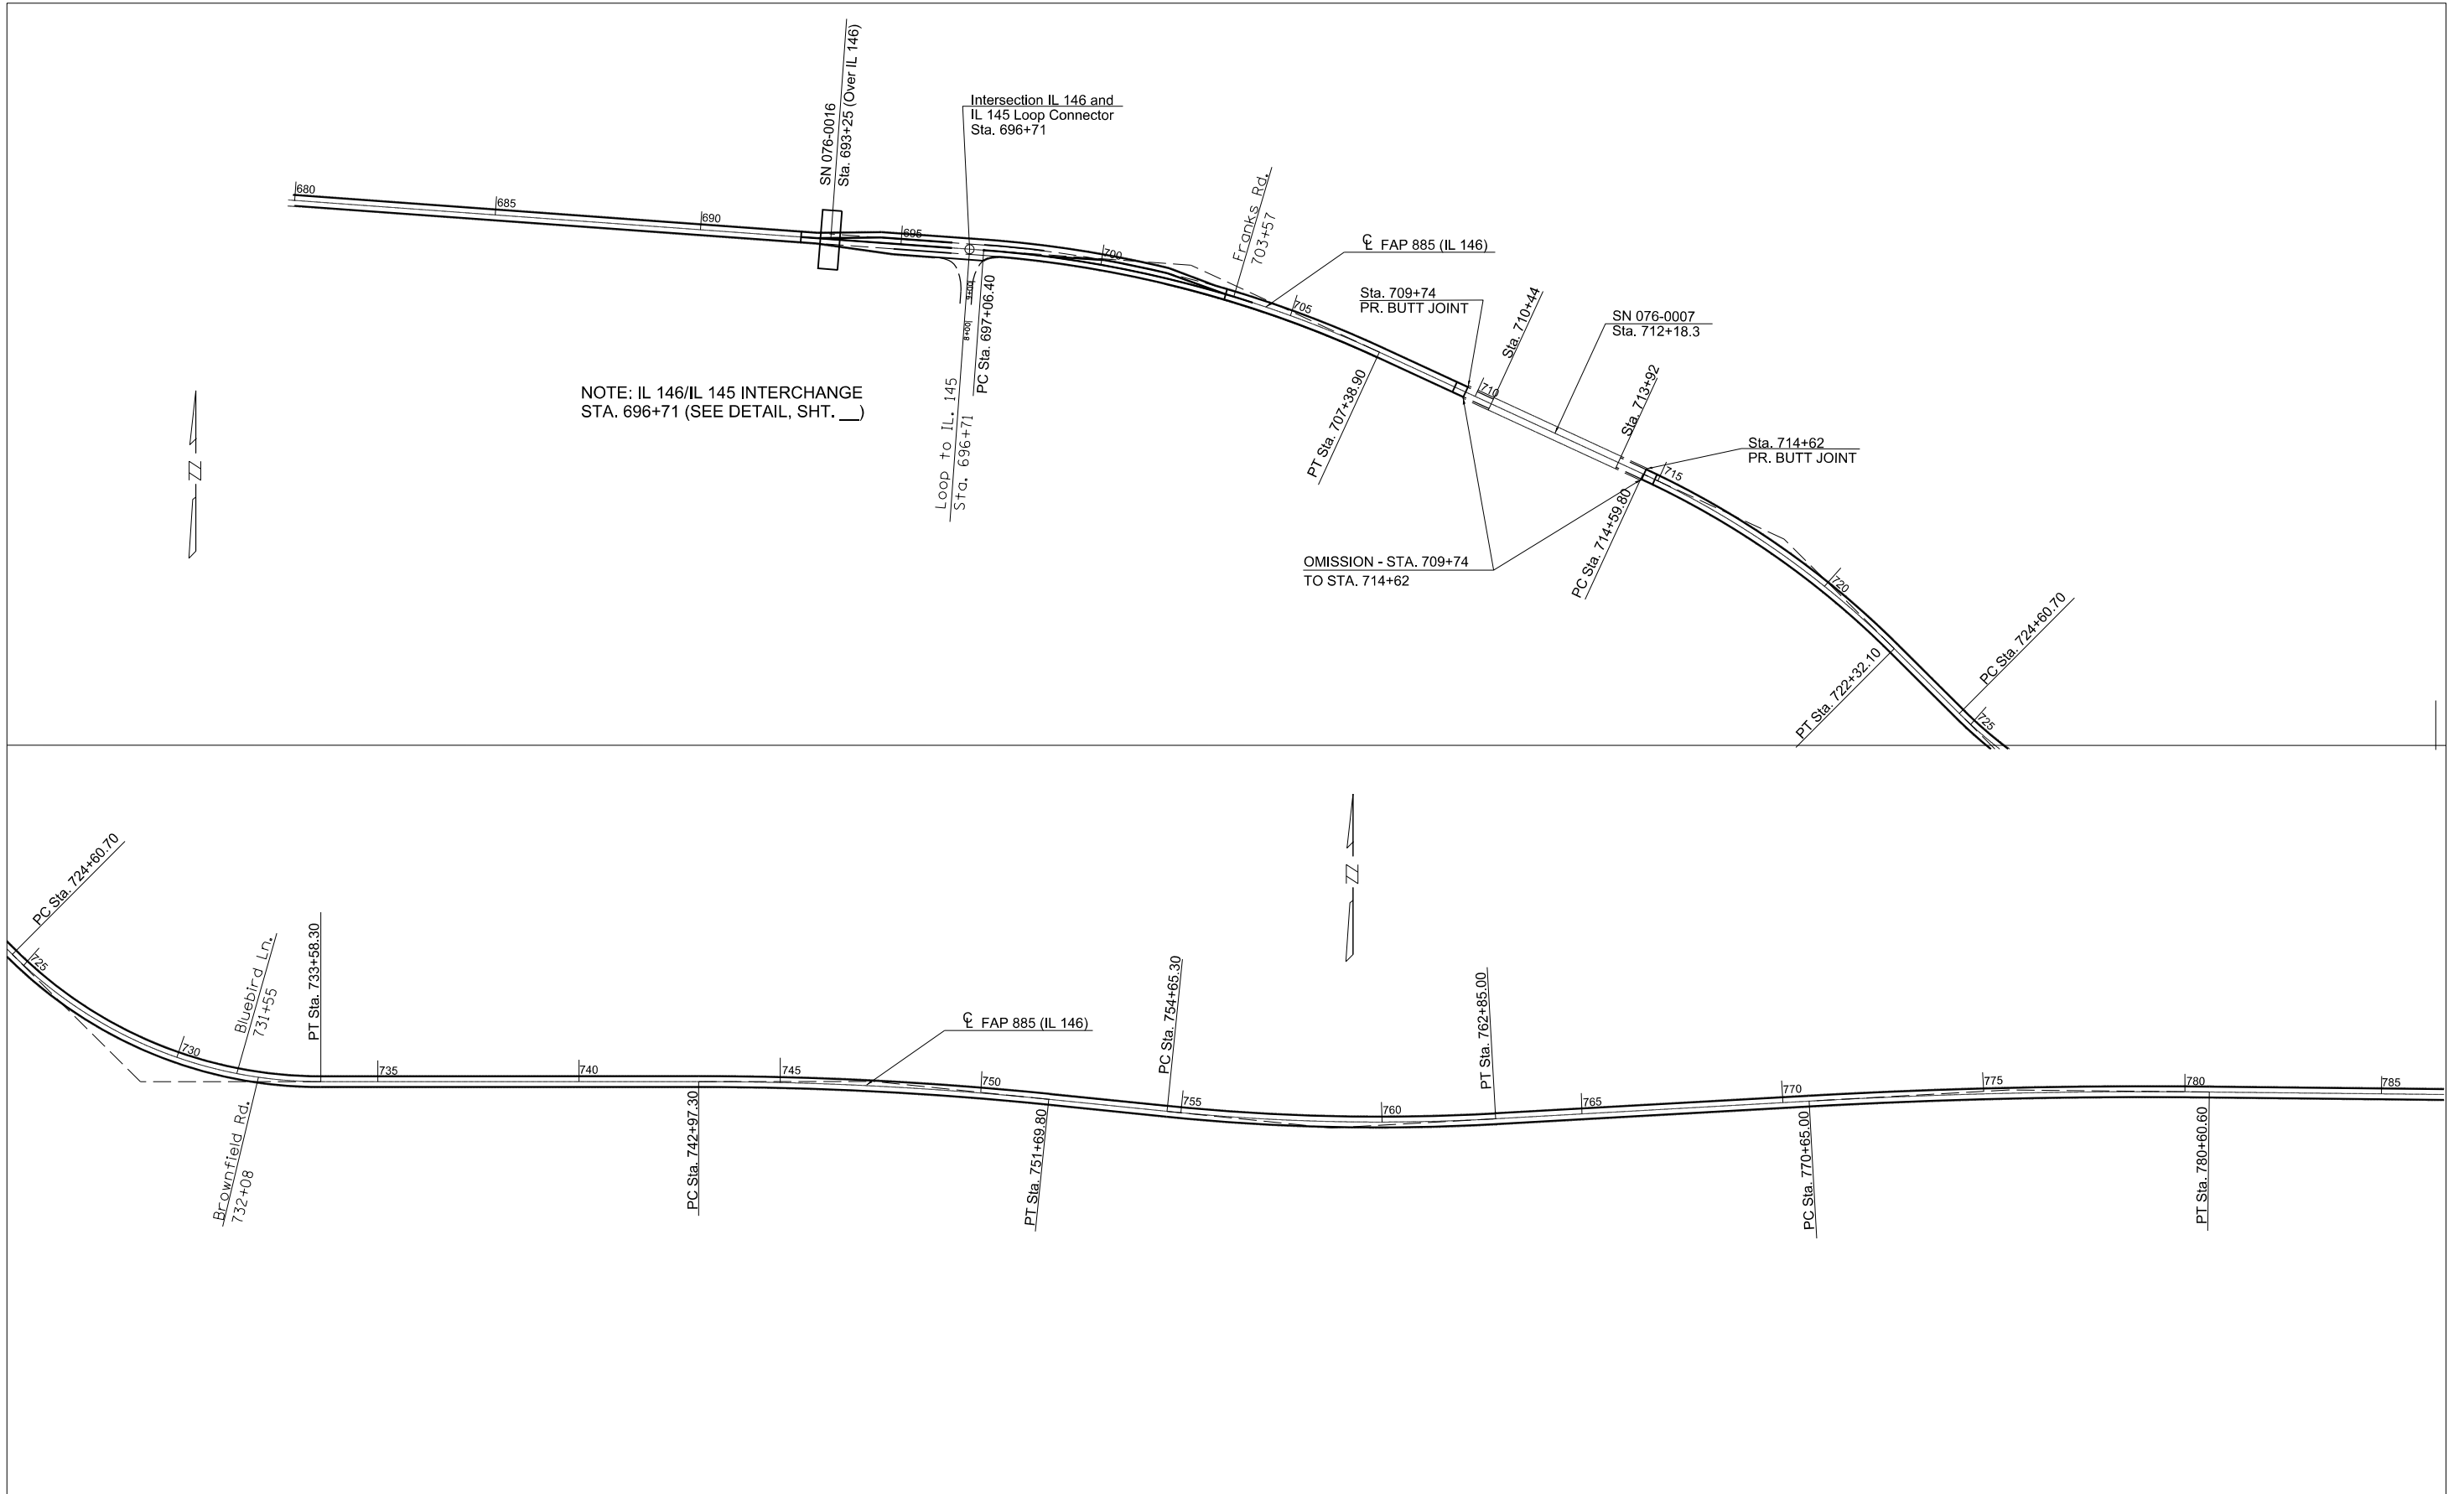 SN 076-0016
Sta. 693+25 (Over IL 146)
Intersection IL 146 and
IL 145 Loop Connector
Sta. 696+71
680
685
690
695
700
705
710
715
720
725
Franks Rd.
703+57
℄ FAP 885 (IL 146)
Sta. 709+74
PR. BUTT JOINT
Sta. 710+44
SN 076-0007
Sta. 712+18.3
Sta. 713+92
Sta. 714+62
PR. BUTT JOINT
9+00
8+00
PC Sta. 697+06.40
Loop to IL. 145
Sta. 696+71
NOTE: IL 146/IL 145 INTERCHANGE
STA. 696+71 (SEE DETAIL, SHT. __)
PT Sta. 707+38.90
OMISSION - STA. 709+74
TO STA. 714+62
PC Sta. 714+59.80
PT Sta. 722+32.10
PC Sta. 724+60.70
Z
PC Sta. 724+60.70
725
730
Bluebird Ln.
731+55
PT Sta. 733+58.30
Brownfield Rd.
732+08
735
740
745
750
755
760
765
770
775
780
785
PC Sta. 742+97.30
℄ FAP 885 (IL 146)
PT Sta. 751+69.80
PC Sta. 754+65.30
PT Sta. 762+85.00
PC Sta. 770+65.00
PT Sta. 780+60.60
Z